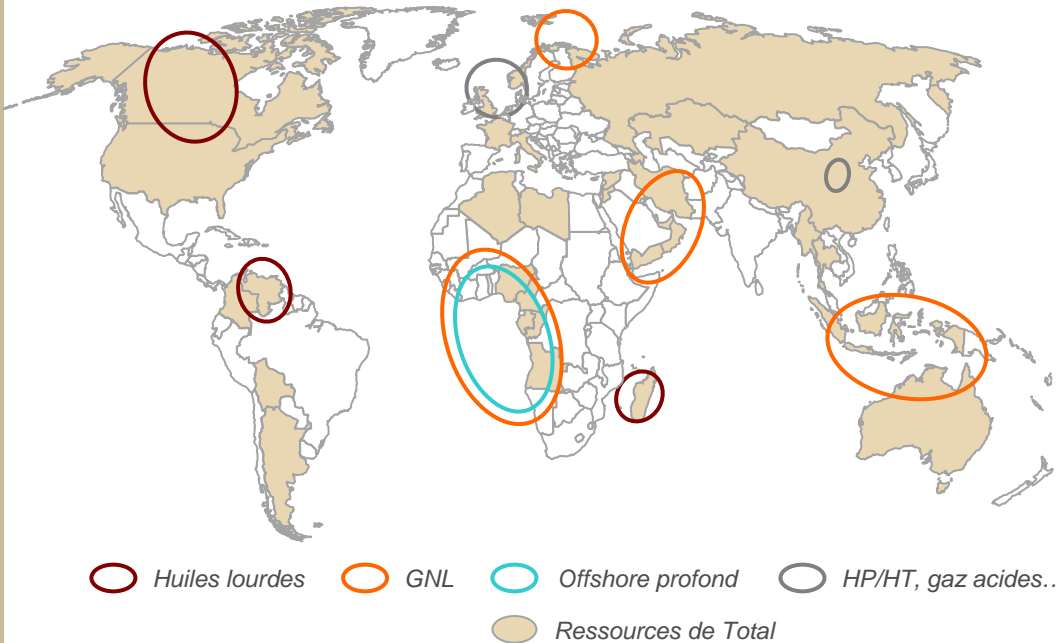 Huiles lourdes GNL Offshore profond HP/HT, gaz acides..
Ressources de Total